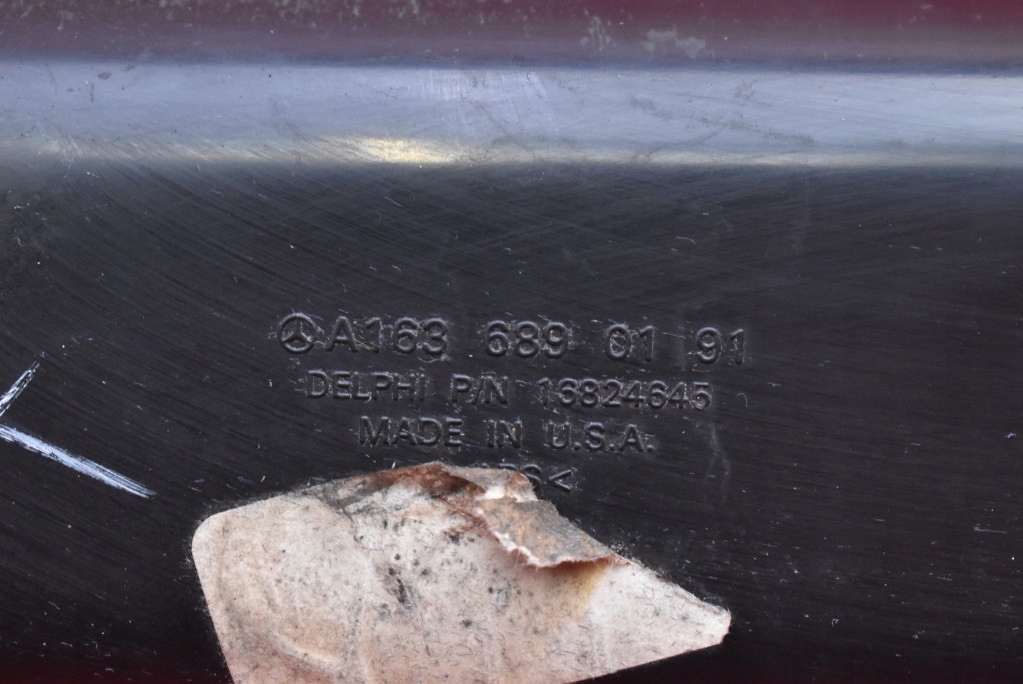 A163 689 01 91
DELPHI P/N 16824645
MADE IN U.S.A.